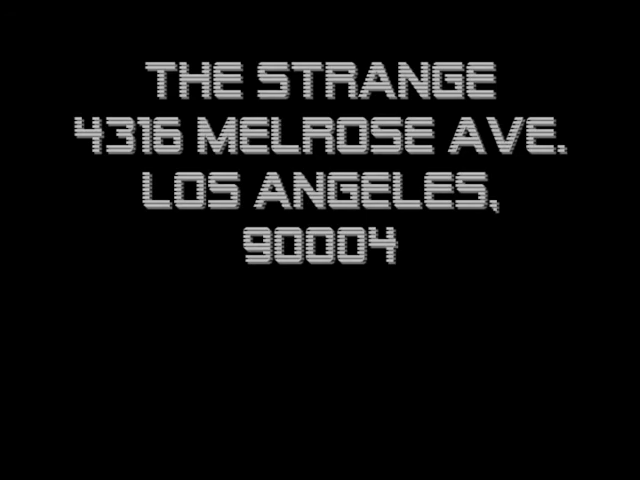 THE STRANGE
4316 MELROSE AVE.
LOS ANGELES,
90004